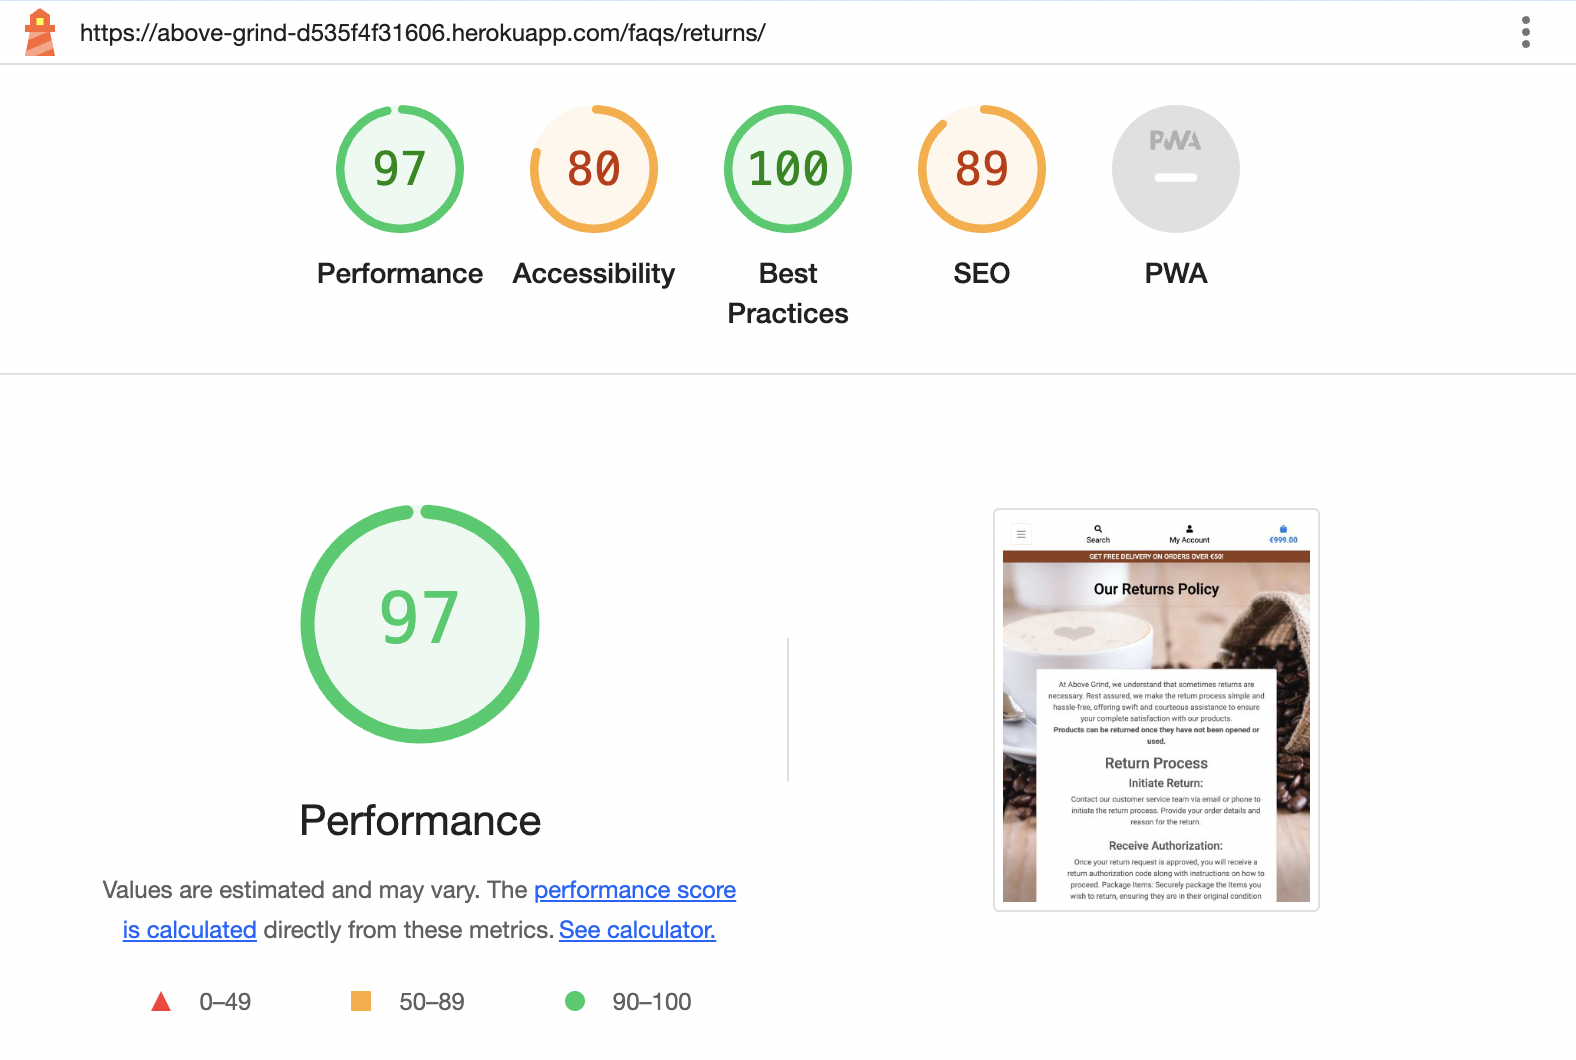 https://above-grind-d535f4f31606.herokuapp.com/faqs/returns/
97
80
100
89
PWA
Performance
Accessibility
Best
Practices
SEO
PWA
97
Performance
Values are estimated and may vary. The performance score
is calculated directly from these metrics. See calculator.
0–49
50–89
90–100
Search
My Account
€999.00
GET FREE DELIVERY ON ORDERS OVER €50!
Our Returns Policy
At Above Grind, we understand that sometimes returns are
necessary. Rest assured, we make the return process simple and
hassle-free, offering swift and courteous assistance to ensure
your complete satisfaction with our products.
Products can be returned once they have not been opened or
used.
Return Process
Initiate Return:
Contact our customer service team via email or phone to
initiate the return process. Provide your order details and
reason for the return.
Receive Authorization:
Once your return request is approved, you will receive a
return authorization code along with instructions on how to
proceed. Package Items: Securely package the items you
wish to return, ensuring they are in their original condition